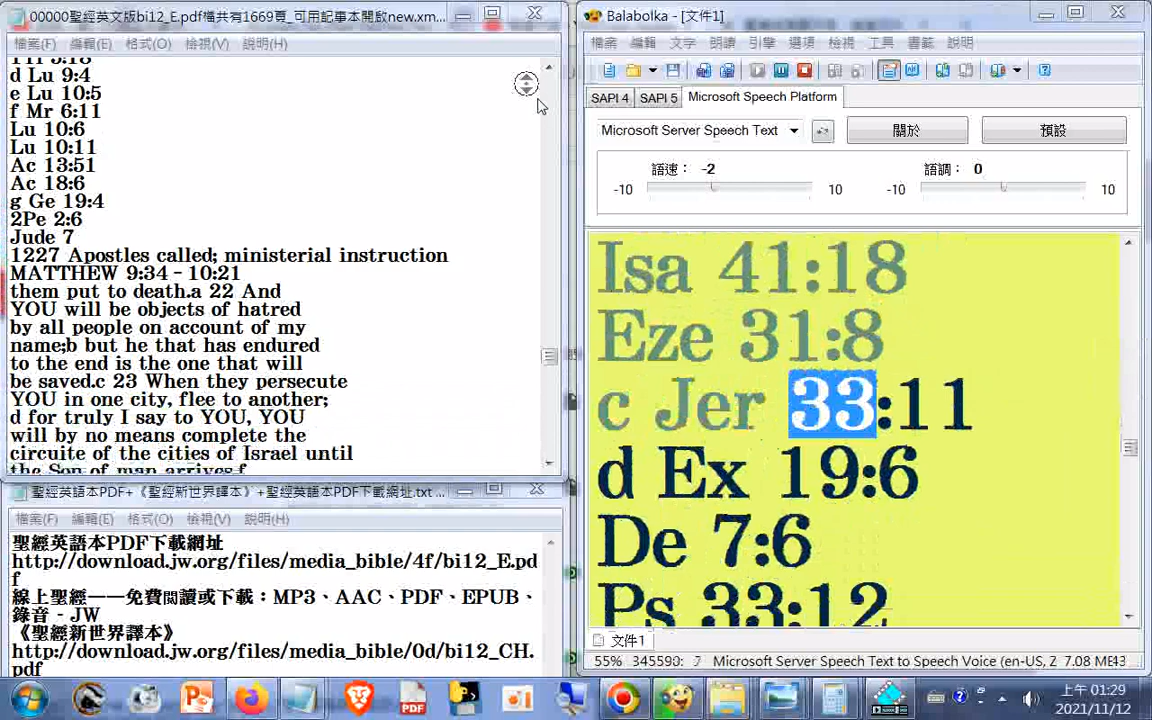 00000聖經英文版bi12_E.pdf檔共有1669頁_可用記事本開啟new.xm...
檔案(F) 編輯(E) 格式(O) 檢視(V) 說明(H)
d Lu 9:4
e Lu 10:5
f Mr 6:11
Lu 10:6
Lu 10:11
Ac 13:51
Ac 18:6
g Ge 19:4
2Pe 2:6
Jude 7
1227 Apostles called; ministerial instruction
MATTHEW 9:34 – 10:21
them put to death.a 22 And
YOU will be objects of hatred
by all people on account of my
name;b but he that has endured
to the end is the one that will
be saved.c 23 When they persecute
YOU in one city, flee to another;
d for truly I say to YOU, YOU
will by no means complete the
circuite of the cities of Israel until
the Son of man arrives.f
聖經英語本PDF+《聖經新世界譯本》+聖經英語本PDF下載網址.txt ...
檔案(F) 編輯(E) 格式(O) 檢視(V) 說明(H)
聖經英語本PDF下載網址
http://download.jw.org/files/media_bible/4f/bi12_E.pd
f
線上聖經——免費閱讀或下載：MP3、AAC、PDF、EPUB、
錄音 - JW
《聖經新世界譯本》
http://download.jw.org/files/media_bible/0d/bi12_CH.
pdf
Balabolka - [文件1]
檔案 編輯 文字 朗讀 引擎 選項 檢視 工具 書籤 說明
SAPI 4 SAPI 5 Microsoft Speech Platform
Microsoft Server Speech Text 關於 預設
語速： -2 語調： 0
-10 10 -10 10
Isa 41:18
Eze 31:8
c Jer 33:11
d Ex 19:6
De 7:6
Ps 33:12
文件1
55% Microsoft Server Speech Text to Speech Voice (en-US, Z 7.08 ME
上午 01:29
2021/11/12